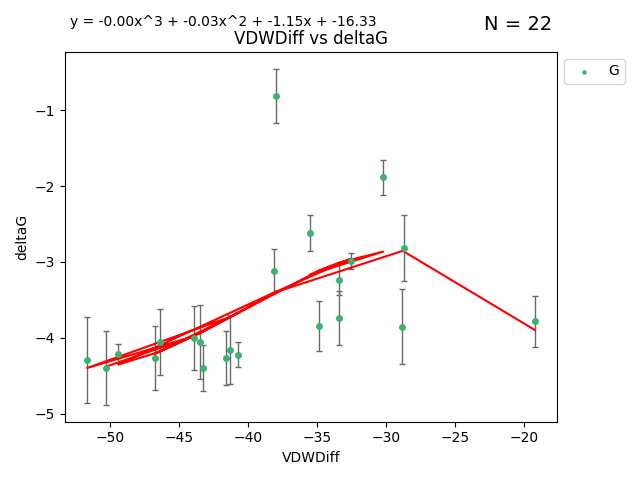 y = -0.00x^3 + -0.03x^2 + -1.15x + -16.33
N = 22
VDWDiff vs deltaG
G
deltaG
−1
−2
−3
−4
−5
−50
−45
−40
−35
−30
−25
−20
VDWDiff